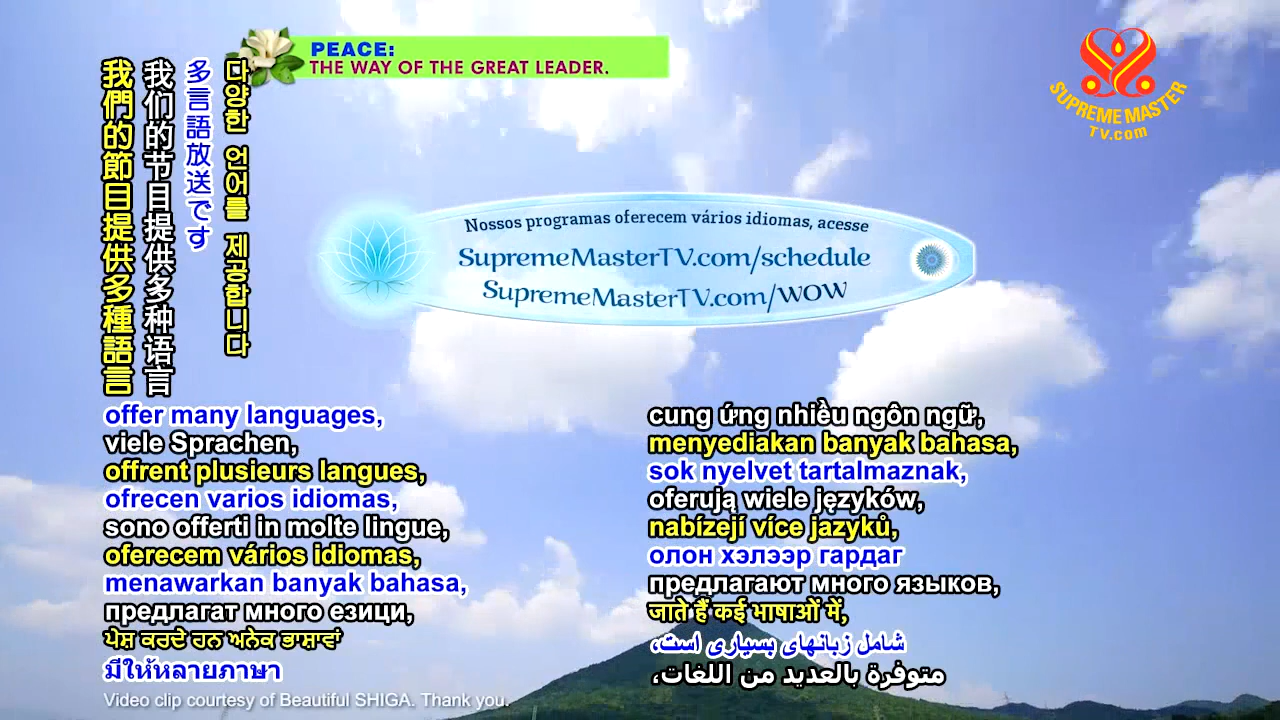 PEACE:
THE WAY OF THE GREAT LEADER.
SUPREME MASTER
TV.com
我們的節目提供多種語言
我们的节目提供多种语言
多言語放送です
다양한 언어를 제공합니다
Nossos programas oferecem vários idiomas, acesse
SupremeMasterTV.com/schedule
SupremeMasterTV.com/WOW
offer many languages,
viele Sprachen,
offrent plusieurs langues,
ofrecen varios idiomas,
sono offerti in molte lingue,
oferecem vários idiomas,
menawarkan banyak bahasa,
предлагат много езици,
ਪੇਸ਼ ਕਰਦੇ ਹਨ ਅਨੇਕ ਭਾਸ਼ਾਵਾਂ
มีให้หลายภาษา
cung ứng nhiều ngôn ngữ,
menyediakan banyak bahasa,
sok nyelvet tartalmaznak,
oferują wiele języków,
nabízejí více jazyků,
олон хэлээр гардаг
предлагают много языков,
जाते हैं कई भाषाओं में,
شامل زبانهای بسیاری است،
متوفرة بالعديد من اللغات،
Video clip courtesy of Beautiful SHIGA. Thank you.